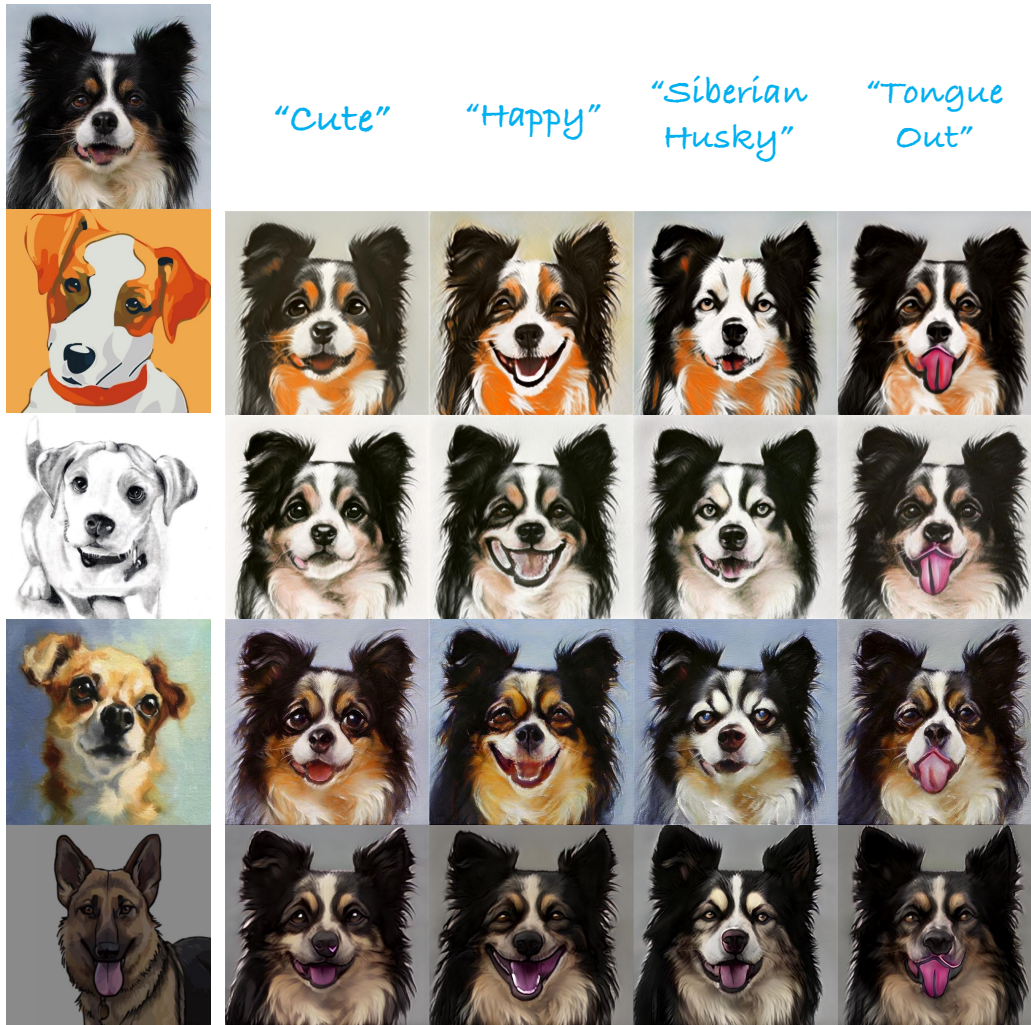 “Cute”
“Happy”
“Siberian
Husky”
“Tongue
Out”